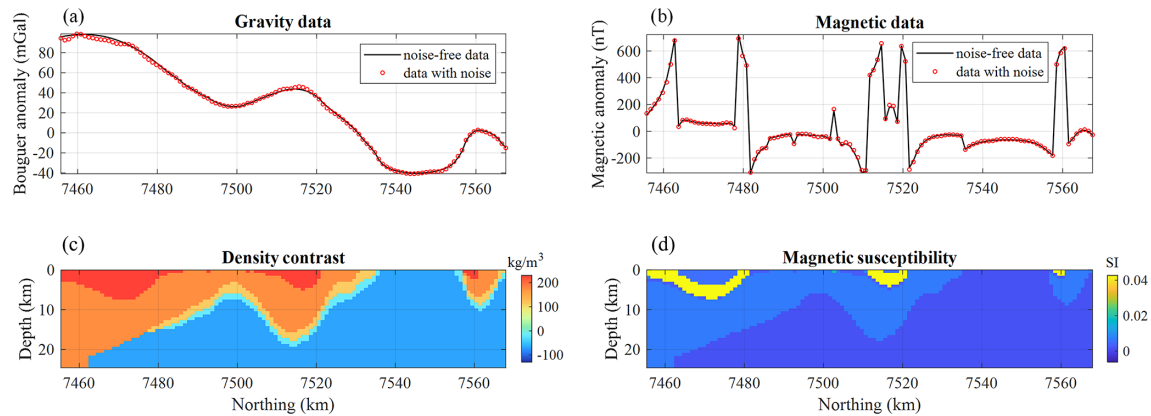 (a)
Gravity data
Bouguer anomaly (mGal)
80
60
40
20
0
-20
-40
noise-free data
data with noise
7460
7480
7500
7520
7540
7560
(b)
Magnetic data
Magnetic anomaly (nT)
600
400
200
0
-200
noise-free data
data with noise
7460
7480
7500
7520
7540
7560
(c)
Density contrast
kg/m³
Depth (km)
0
10
20
200
100
0
-100
7460
7480
7500
7520
7540
7560
Northing (km)
(d)
Magnetic susceptibility
SI
Depth (km)
0
10
20
0.04
0.02
0
7460
7480
7500
7520
7540
7560
Northing (km)